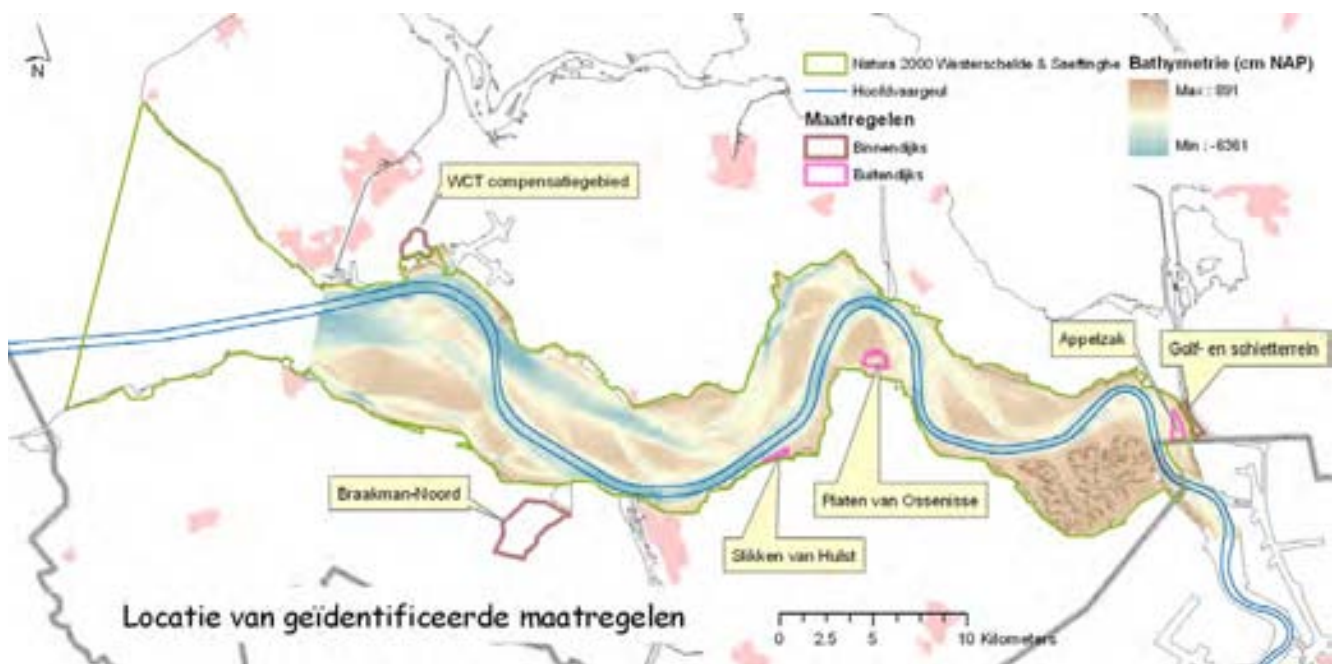 N
Natura 2000 Westerschelde & Saeftinghe
Hoofdvaargeul
Maatregelen
Binnendijks
Buitendijks
Bathymetrie (cm NAP)
Max : 891
Min : -6361
WCT compensatiegebied
Appelzak
Golf- en schietterrein
Braakman-Noord
Platen van Ossenisse
Slikken van Hulst
Locatie van geïdentificeerde maatregelen
0 2.5 5 10 Kilometers